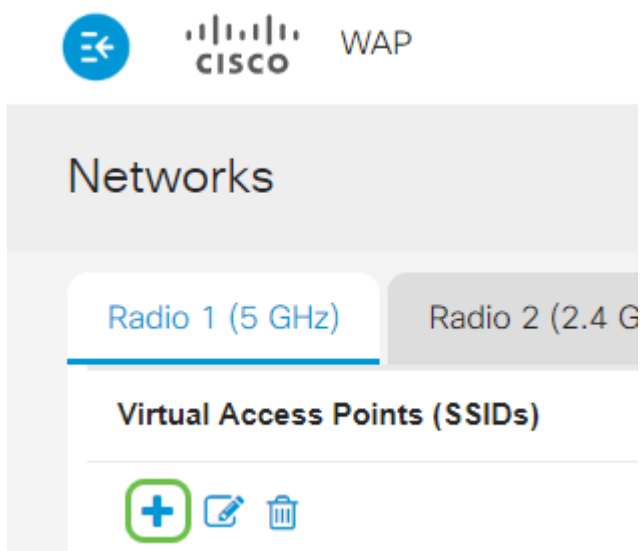 CISCO WAP
Networks
Radio 1 (5 GHz) Radio 2 (2.4 G
Virtual Access Points (SSIDs)